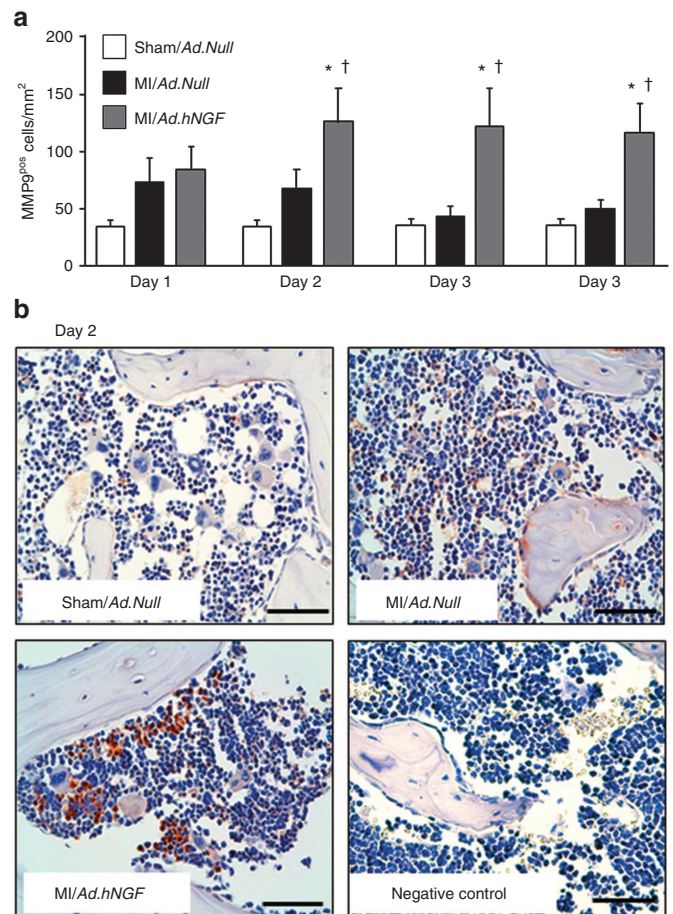 a
200
150
100
50
0
MMP9pos cells/mm2
Sham/Ad.Null
MI/Ad.Null
MI/Ad.hNGF
* †
* †
* †
Day 1
Day 2
Day 3
Day 3
b
Day 2
Sham/Ad.Null
MI/Ad.Null
MI/Ad.hNGF
Negative control